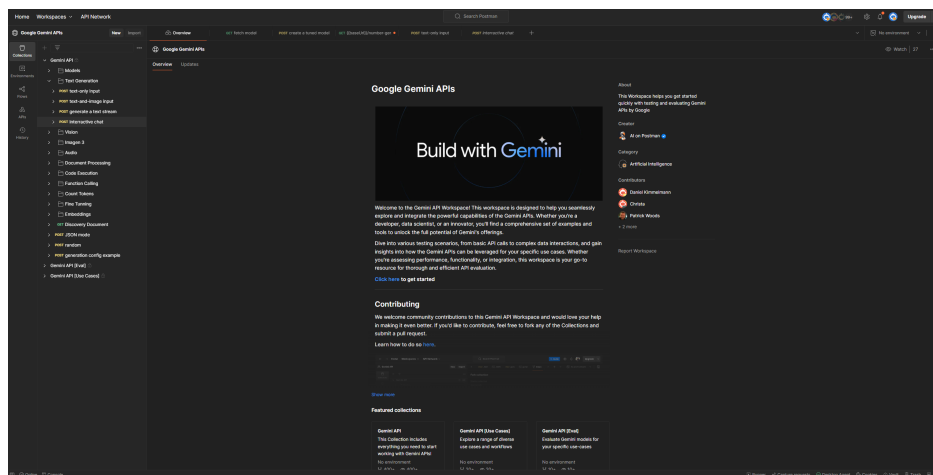 Home Workspaces API Network
Search Postman
Upgrade
Google Gemini APIs
New Import
Overview
GET fetch model
POST create a tuned model
POST text-only input
POST interractive chat
No environment
Google Gemini APIs
Watch 27
Overview Updates
Collections
Environments
Flows
APIs
History
Gemini API
Models
Text Generation
POST text-only input
POST text-and-image input
POST generate a text stream
POST interractive chat
Vision
Imagen 3
Audio
Document Processing
Code Execution
Function Calling
Count Tokens
Fine Tunning
Embeddings
GET Discovery Document
POST JSON mode
POST random
POST generation config example
Gemini API [Eval]
Gemini API [Use Cases]
Google Gemini APIs
Build with Gemini
Welcome to the Gemini API Workspace! This workspace is designed to help you seamlessly
explore and integrate the powerful capabilities of the Gemini APIs. Whether you're a
developer, data scientist, or an innovator, you'll find a comprehensive set of examples and
tools to unlock the full potential of Gemini's offerings.
Dive into various testing scenarios, from basic API calls to complex data interactions, and gain
insights into how the Gemini APIs can be leveraged for your specific use cases. Whether
you're assessing performance, functionality, or integration, this workspace is your go-to
resource for thorough and efficient API evaluation.
Click here to get started
Contributing
We welcome community contributions to this Gemini API Workspace and would love your help
in making it even better. If you'd like to contribute, feel free to fork any of the Collections and
submit a pull request.
Learn how to do so here.
Show more
Featured collections
Gemini API
This Collection includes
everything you need to start
working with Gemini APIs!
No environment
Gemini API [Use Cases]
Explore a range of diverse
use cases and workflows
No environment
Gemini API [Eval]
Evaluate Gemini models for
your specific use-cases
No environment
About
This Workspace helps you get started
quickly with testing and evaluating Gemini
APIs by Google
Creator
AI on Postman
Category
Artificial Intelligence
Contributors
Daniel Kimmelmann
Christa
Patrick Woods
+ 2 more
Report Workspace